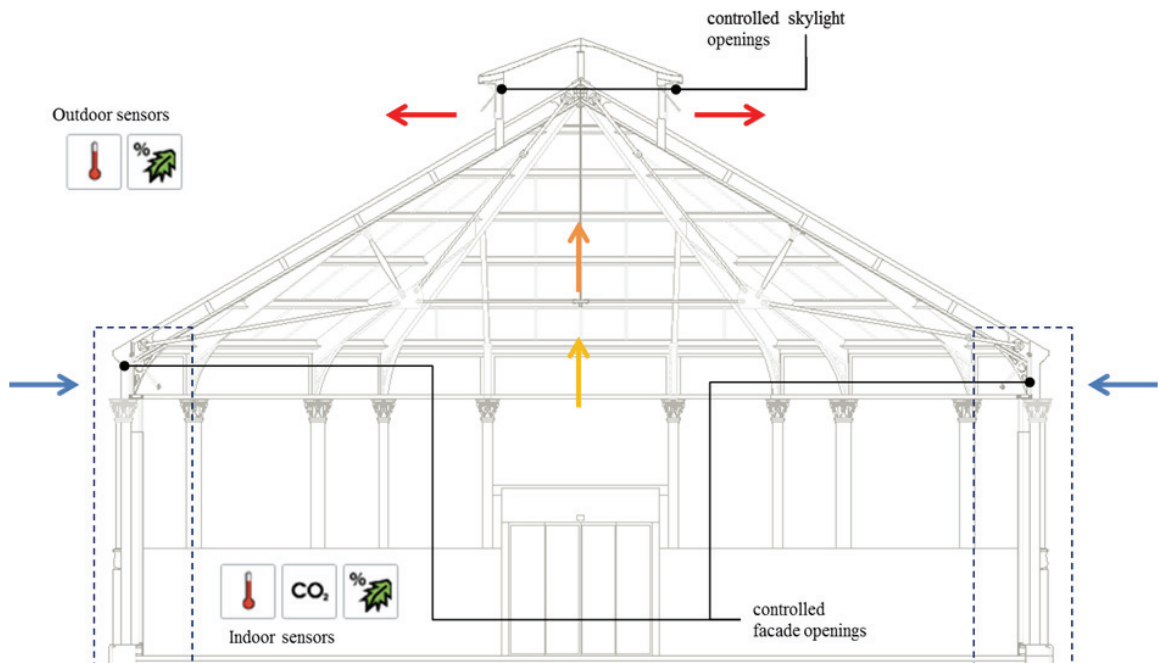 controlled skylight
openings
Outdoor sensors
%
CO₂
%
Indoor sensors
controlled
facade openings